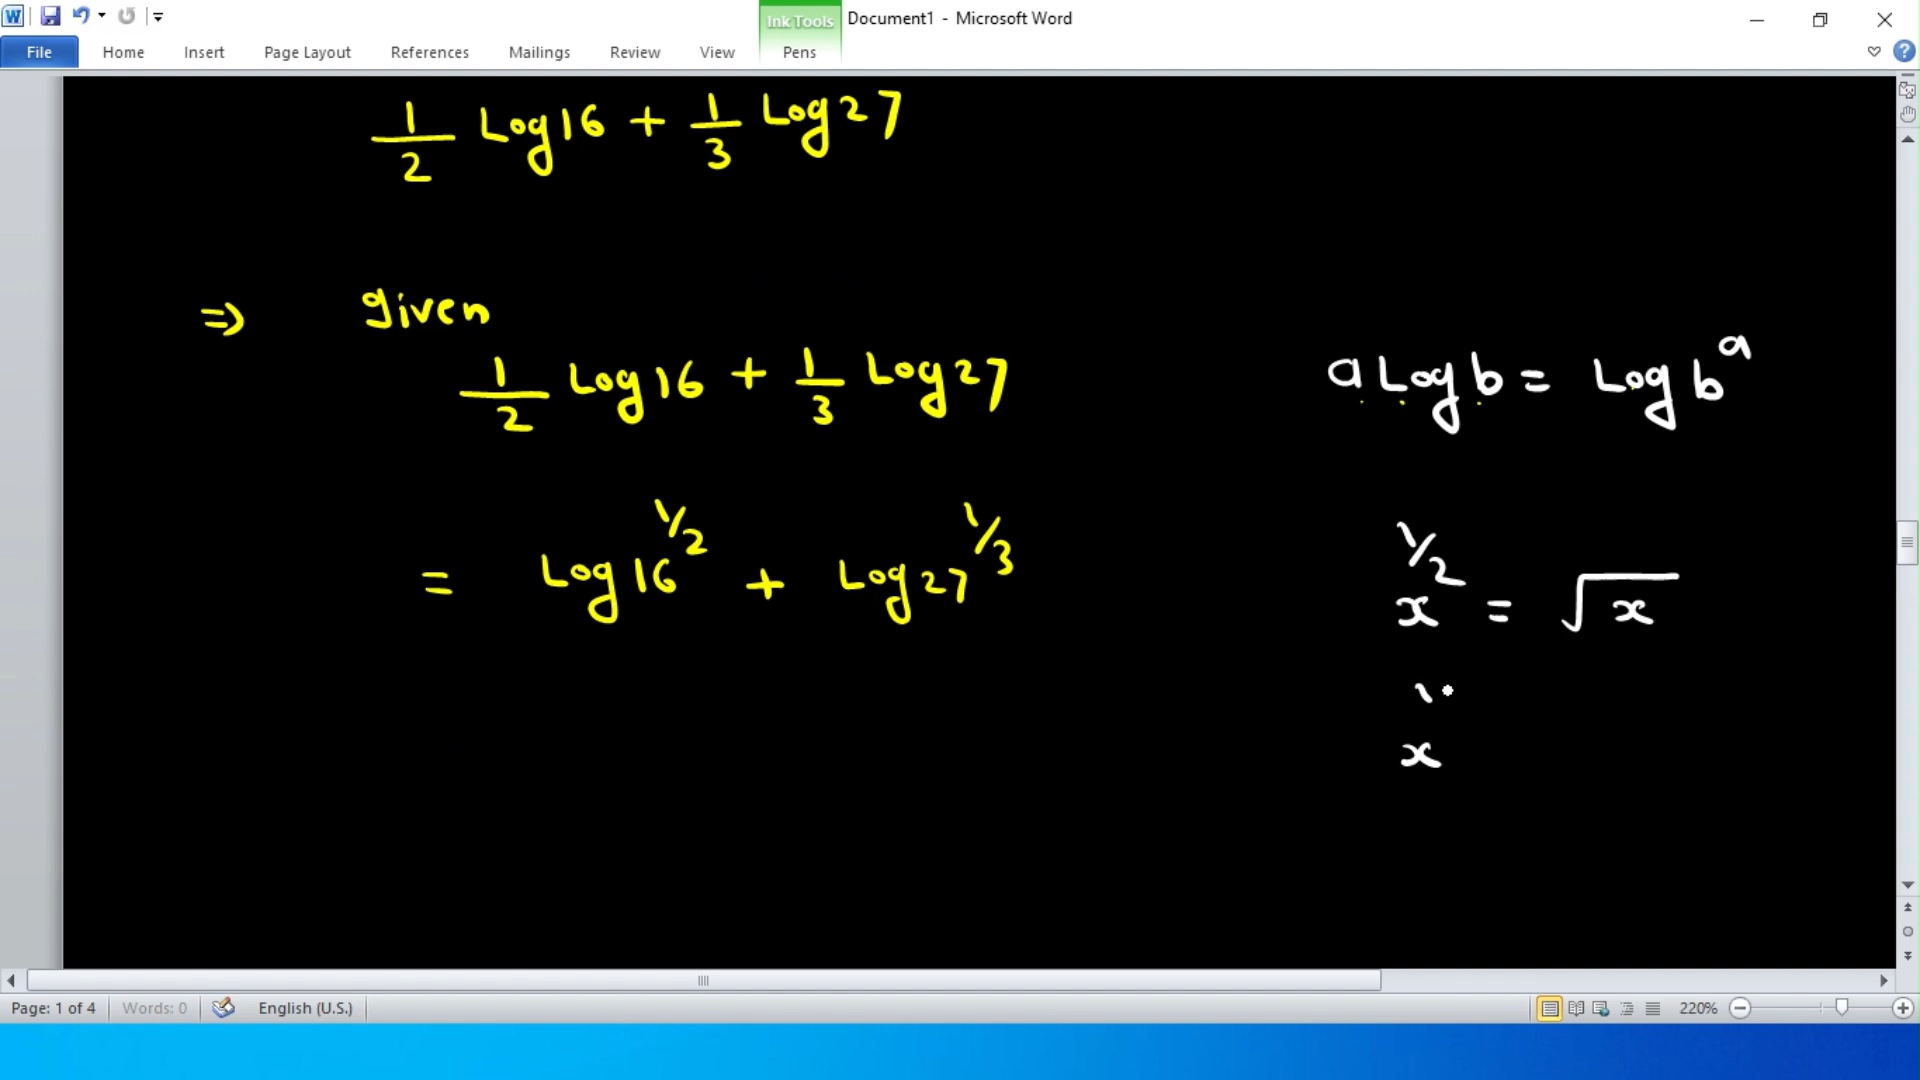 Ink Tools
Document1 - Microsoft Word
File Home Insert Page Layout References Mailings Review View Pens
1/2 Log16 + 1/3 Log27
⇒ given
1/2 Log16 + 1/3 Log27
a Log b = Log b^a
= Log16^1/2 + Log27^1/3
x^1/2 = √x
x
Page: 1 of 4 Words: 0 English (U.S.) 220%